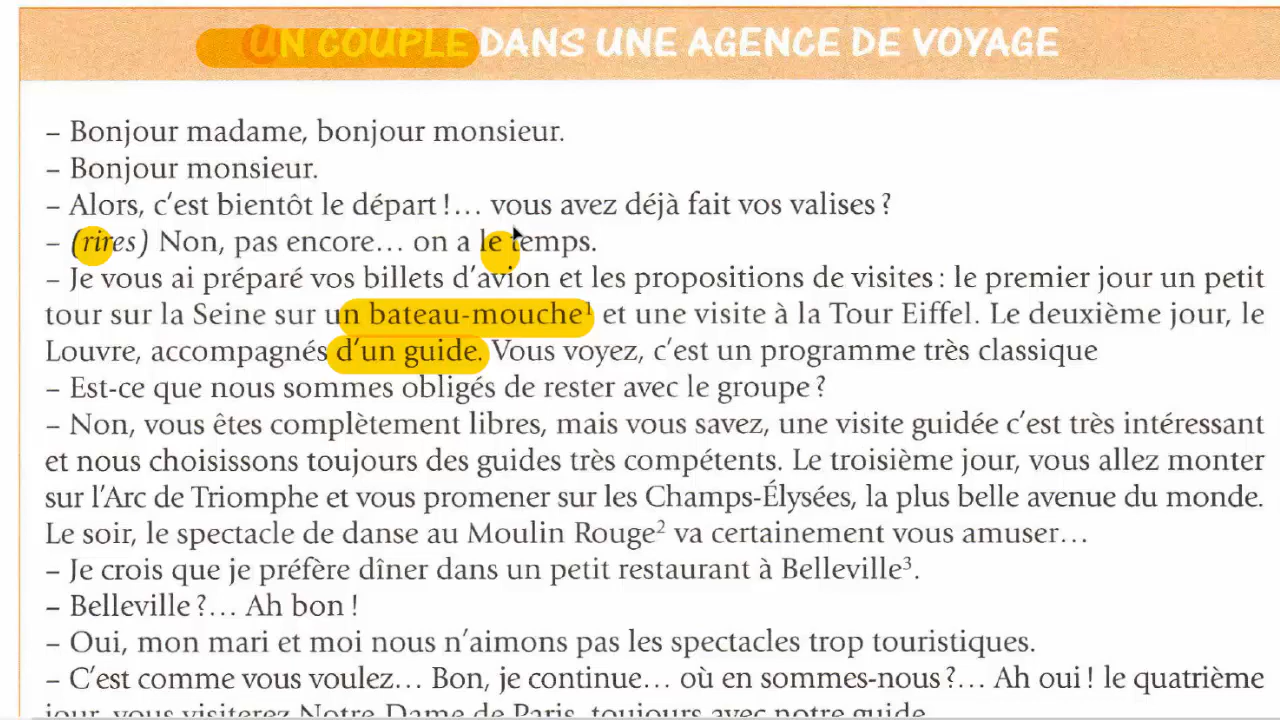 UN COUPLE DANS UNE AGENCE DE VOYAGE
– Bonjour madame, bonjour monsieur.
– Bonjour monsieur.
– Alors, c’est bientôt le départ !… vous avez déjà fait vos valises ?
– (rires) Non, pas encore… on a le temps.
– Je vous ai préparé vos billets d’avion et les propositions de visites : le premier jour un petit
tour sur la Seine sur un bateau-mouche¹ et une visite à la Tour Eiffel. Le deuxième jour, le
Louvre, accompagnés d’un guide. Vous voyez, c’est un programme très classique
– Est-ce que nous sommes obligés de rester avec le groupe ?
– Non, vous êtes complètement libres, mais vous savez, une visite guidée c’est très intéressant
et nous choisissons toujours des guides très compétents. Le troisième jour, vous allez monter
sur l’Arc de Triomphe et vous promener sur les Champs-Élysées, la plus belle avenue du monde.
Le soir, le spectacle de danse au Moulin Rouge² va certainement vous amuser…
– Je crois que je préfère dîner dans un petit restaurant à Belleville³.
– Belleville ?… Ah bon !
– Oui, mon mari et moi nous n’aimons pas les spectacles trop touristiques.
– C’est comme vous voulez… Bon, je continue… où en sommes-nous ?… Ah oui ! le quatrième
jour, vous visiterez Notre Dame de Paris, toujours avec notre guide